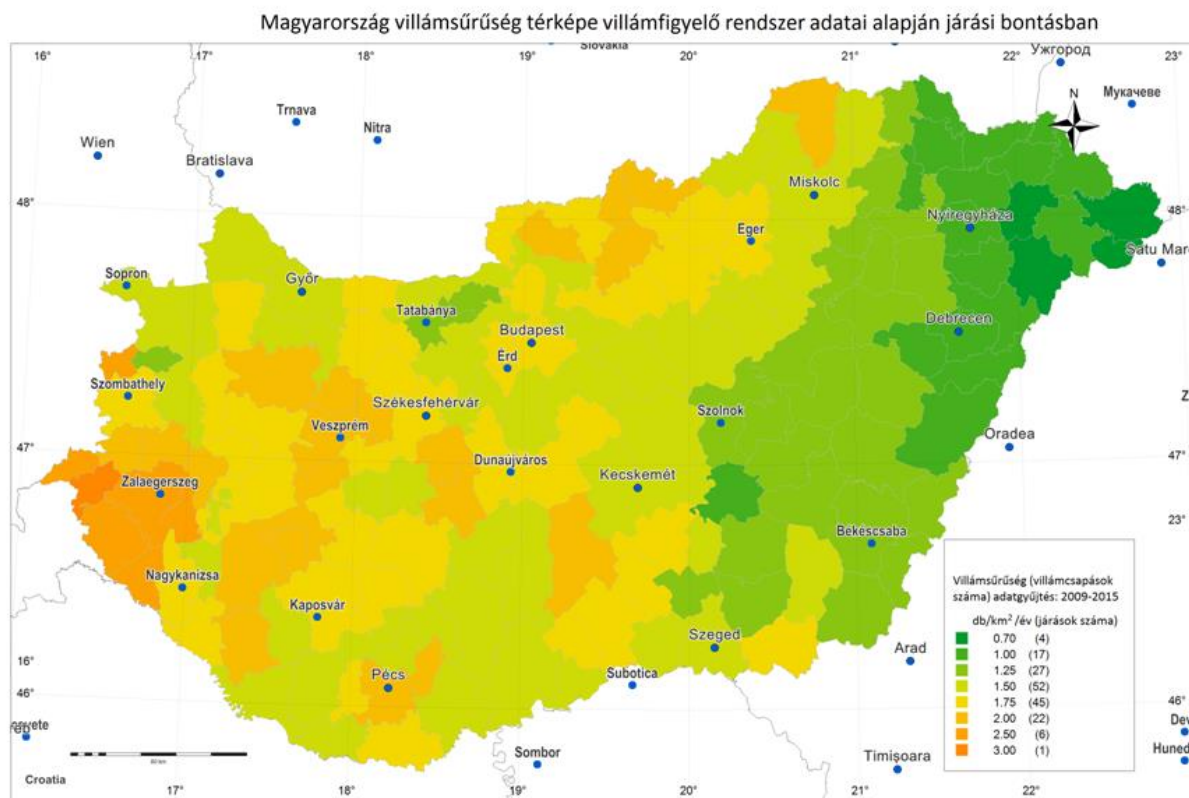 Magyarország villámsűrűség térképe villámfigyelő rendszer adatai alapján járási bontásban
16° 17° 18° 19° Slovakia 20° 21° 22° 23°
Ужгород
Мукачеве
N
Trnava
Nitra
Wien
Bratislava
Miskolc
48° 48°
Nyíregyháza
Eger
Satu Mare
Sopron
Győr
Tatabánya
Debrecen
Budapest
Érd
Szombathely
Székesfehérvár
Szolnok
Veszprém
Oradea
47° 47°
Dunaújváros
Zalaegerszeg
Kecskemét
23°
Békéscsaba
Nagykanizsa
Kaposvár
Szeged
Arad
16°
Pécs
Subotica
46° 46°
Sombor
Timișoara
Croatia
17° 18° 19° 20° 21° 22°
Villámsűrűség (villámcsapások
száma) adatgyűjtés: 2009-2015
db/km² /év (járások száma)
0.70 (4)
1.00 (17)
1.25 (27)
1.50 (52)
1.75 (45)
2.00 (22)
2.50 (6)
3.00 (1)